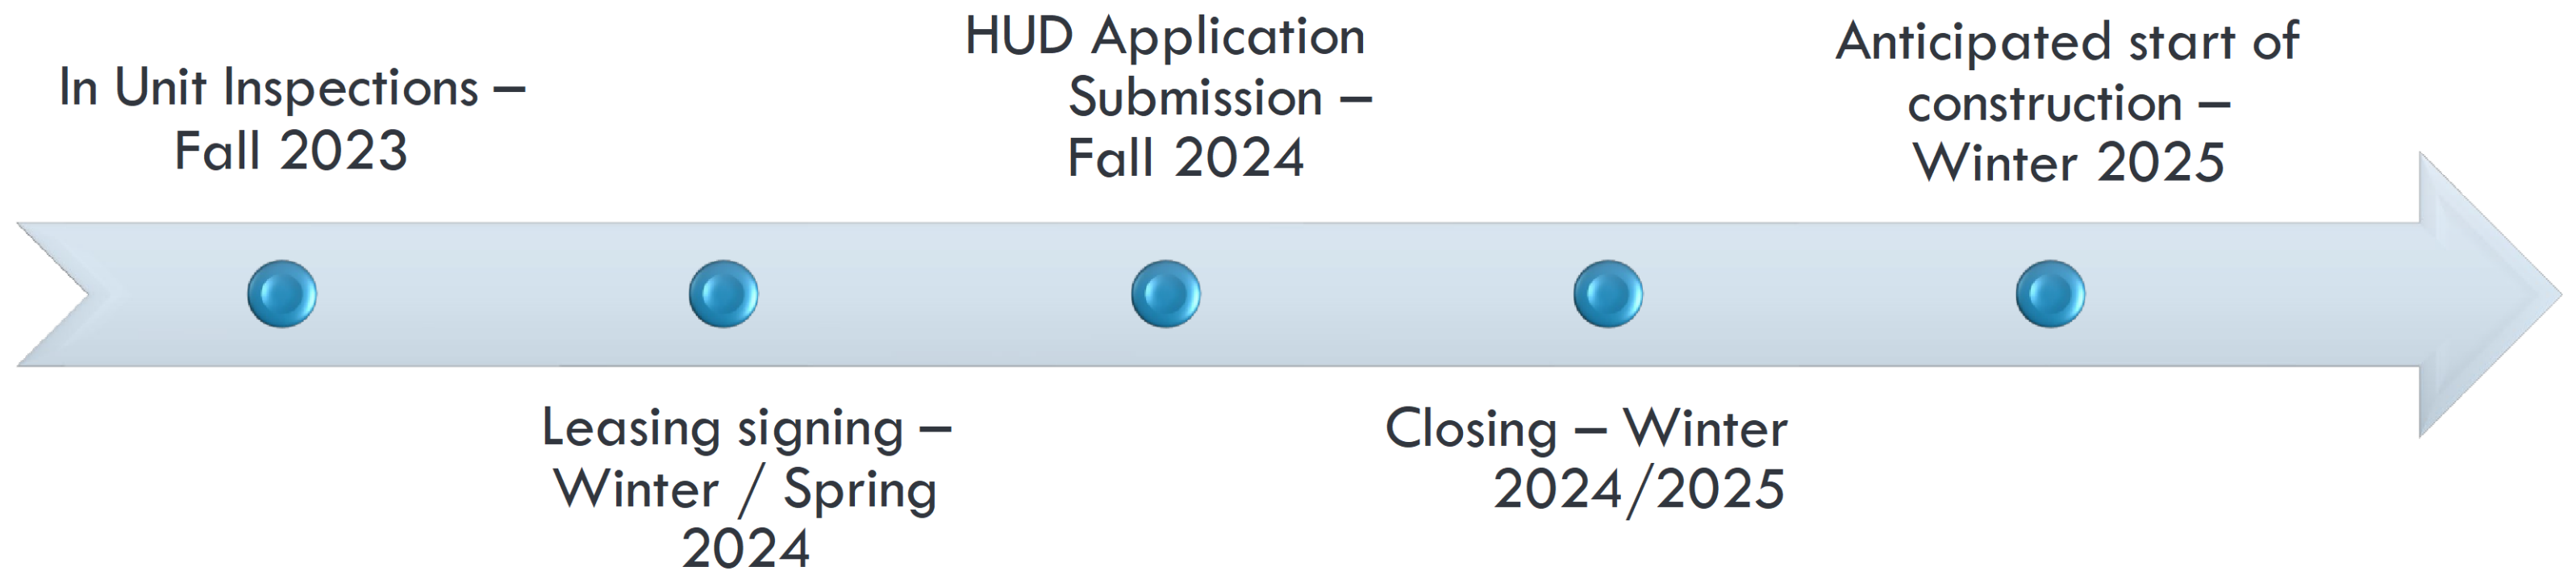 In Unit Inspections –
Fall 2023
Leasing signing –
Winter / Spring
2024
HUD Application
Submission –
Fall 2024
Closing – Winter
2024/2025
Anticipated start of
construction –
Winter 2025